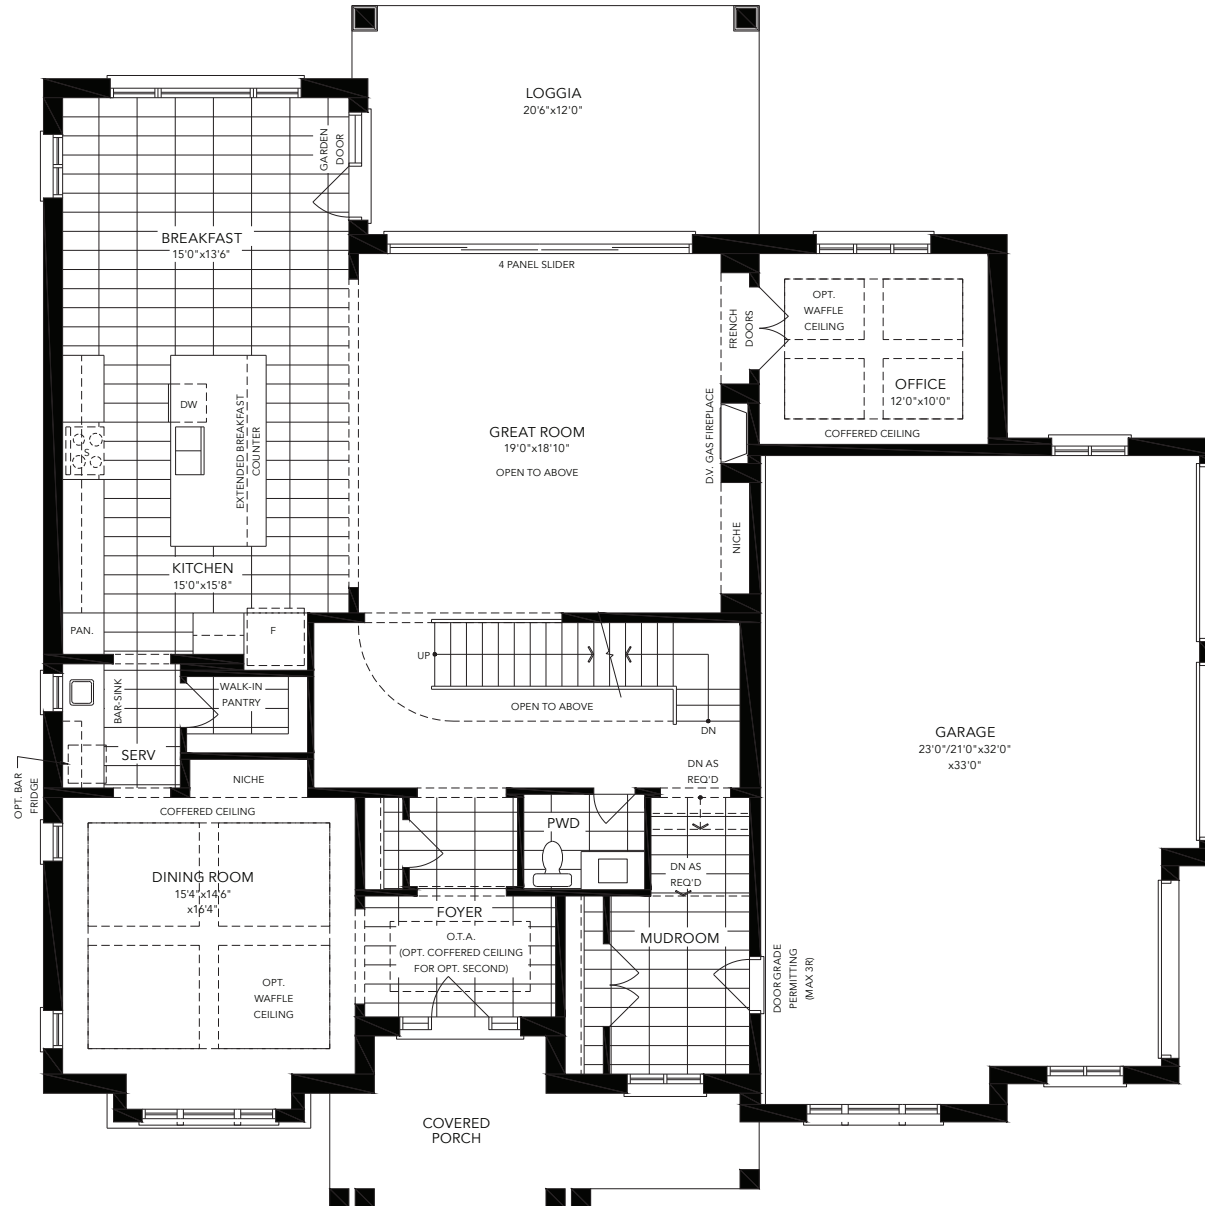 LOGGIA
20'6"x12'0"
GARDEN
DOOR
BREAKFAST
15'0"x13'6"
4 PANEL SLIDER
OPT.
WAFFLE
CEILING
FRENCH
DOORS
OFFICE
12'0"x10'0"
COFFERED CEILING
DW
EXTENDED BREAKFAST
COUNTER
S
GREAT ROOM
19'0"x18'10"
OPEN TO ABOVE
D.V. GAS FIREPLACE
NICHE
KITCHEN
15'0"x15'8"
PAN.
F
UP
OPEN TO ABOVE
DN
WALK-IN
PANTRY
BAR-SINK
SERV
OPT. BAR
FRIDGE
NICHE
DN AS
REQ'D
GARAGE
23'0"/21'0"x32'0"
x33'0"
COFFERED CEILING
PWD
DN AS
REQ'D
DINING ROOM
15'4"x14'6"
x16'4"
FOYER
O.T.A.
(OPT. COFFERED CEILING
FOR OPT. SECOND)
MUDROOM
OPT.
WAFFLE
CEILING
DOOR GRADE
PERMITTING
(MAX 3R)
COVERED
PORCH